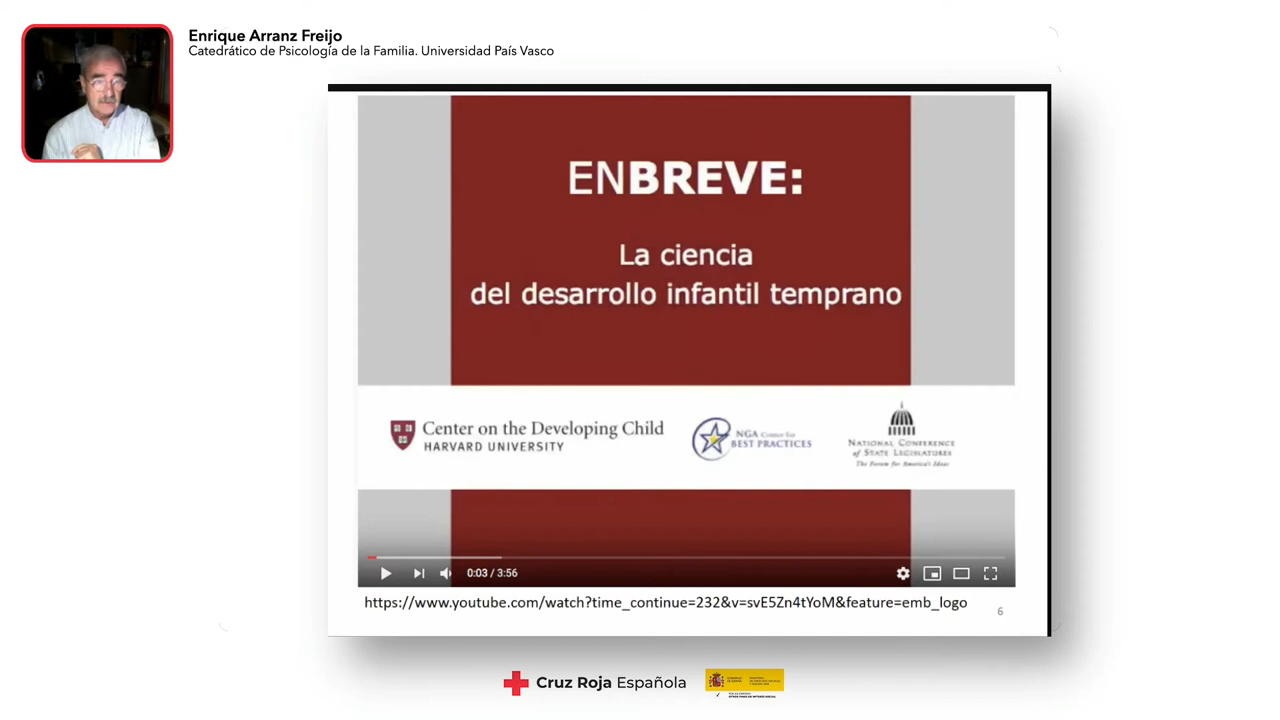 Enrique Arranz Freijo
Catedrático de Psicología de la Familia. Universidad País Vasco
ENBREVE:
La ciencia
del desarrollo infantil temprano
Center on the Developing Child
HARVARD UNIVERSITY
NGA Center for
BEST PRACTICES
NATIONAL CONFERENCE
of STATE LEGISLATURES
The Forum for America's Ideas
0:03 / 3:56
https://www.youtube.com/watch?time_continue=232&v=svE5Zn4tYoM&feature=emb_logo
6
Cruz Roja Española